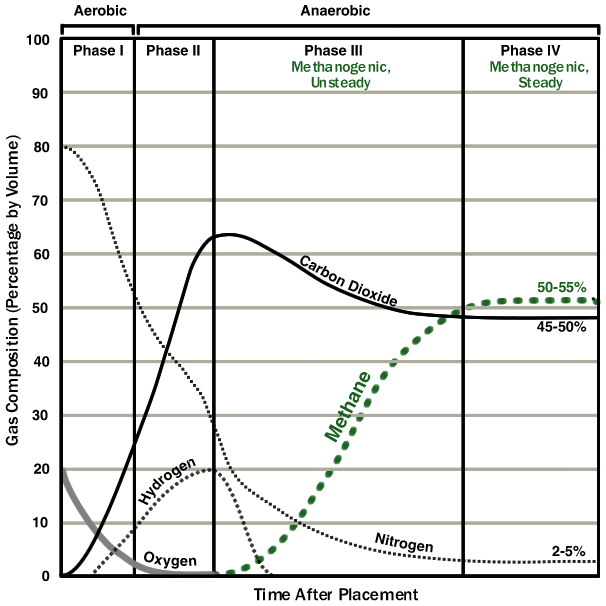 Aerobic
Anaerobic
Phase I
Phase II
Phase III
Methanogenic,
Unsteady
Phase IV
Methanogenic,
Steady
Gas Composition (Percentage by Volume)
100
90
80
70
60
50
40
30
20
10
0
Carbon Dioxide
50-55%
45-50%
Methane
Hydrogen
Oxygen
Nitrogen
2-5%
Time After Placement